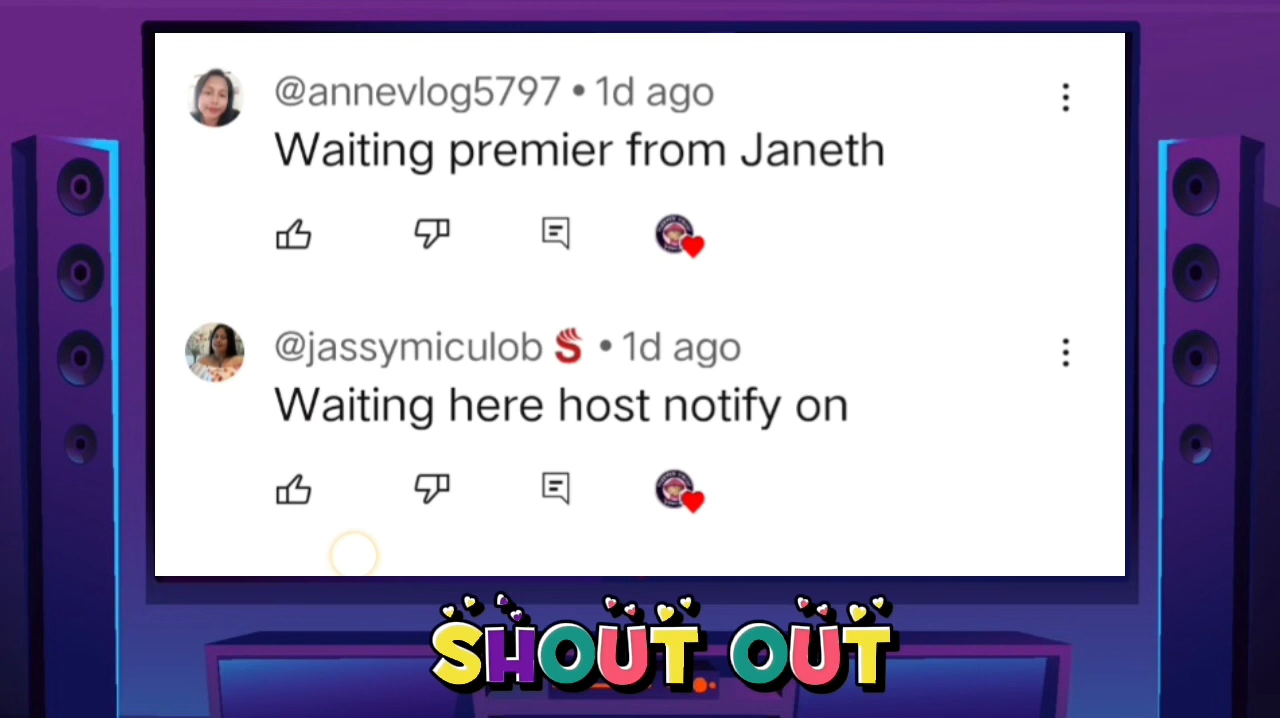 @annevlog5797 • 1d ago
Waiting premier from Janeth
@jassymiculob S • 1d ago
Waiting here host notify on
SHOUT OUT